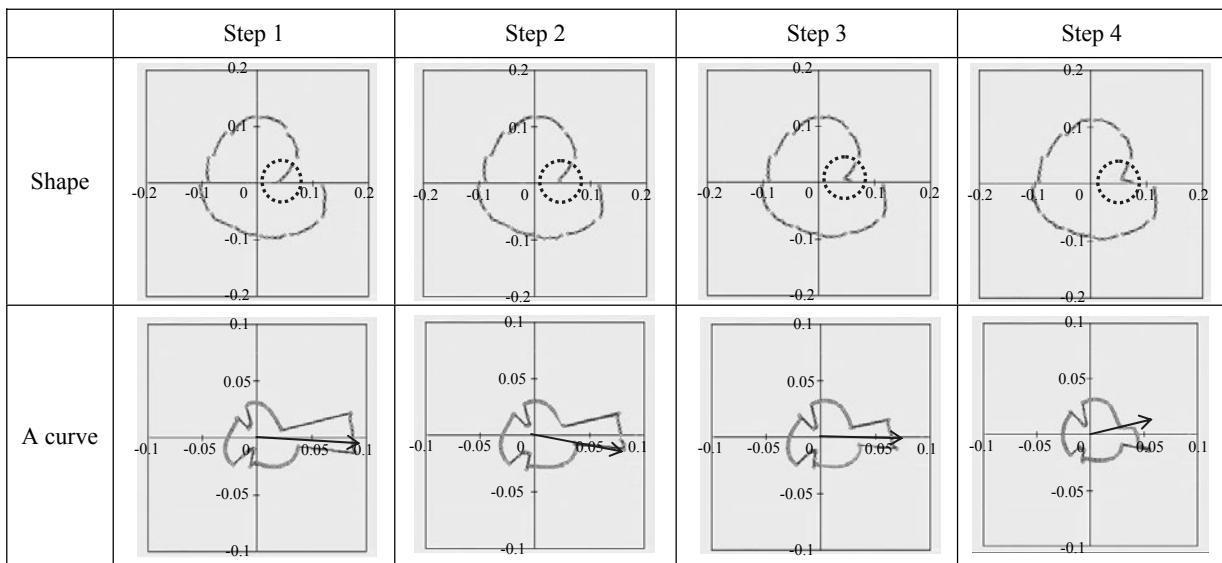 Step 1 Step 2 Step 3 Step 4
Shape
0.2 0.2 0.2 0.2
0.1 0.1 0.1 0.1
-0.2 -0.1 0 0.1 0.2 -0.2 -0.1 0 0.1 0.2 -0.2 -0.1 0 0.1 0.2 -0.2 -0.1 0 0.1 0.2
-0.1 -0.1 -0.1 -0.1
-0.2 -0.2 -0.2 -0.2
A curve
0.1 0.1 0.1 0.1
0.05 0.05 0.05 0.05
-0.1 -0.05 0 0.05 0.1 -0.1 -0.05 0 0.05 0.1 -0.1 -0.05 0 0.05 0.1 -0.1 -0.05 0 0.05 0.1
-0.05 -0.05 -0.05 -0.05
-0.1 -0.1 -0.1 -0.1